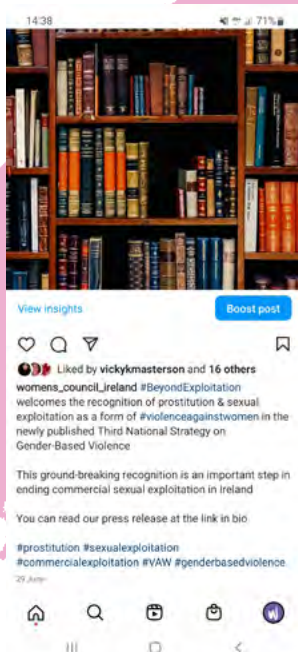 14:38
71%
View insights
Boost post
Liked by vickykmasterson and 16 others
womens_council_ireland #BeyondExploitation
welcomes the recognition of prostitution & sexual
exploitation as a form of #violenceagainstwomen in the
newly published Third National Strategy on
Gender-Based Violence
This ground-breaking recognition is an important step in
ending commercial sexual exploitation in Ireland
You can read our press release at the link in bio
#prostitution #sexualexploitation
#commercialexploitation #VAW #genderbasedviolence
29 June